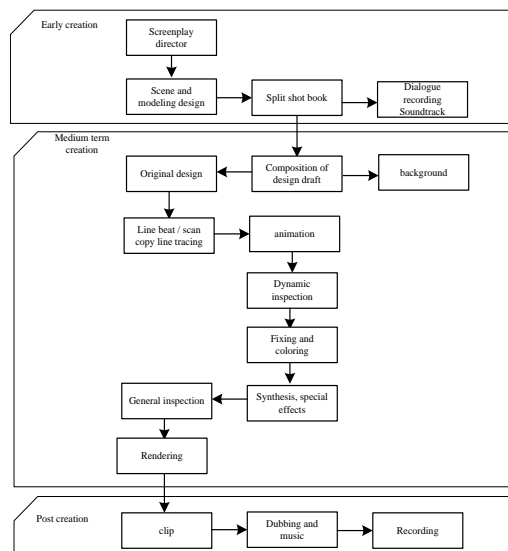 Early creation
Screenplay
director
Scene and
modeling design
Split shot book
Dialogue
recording
Soundtrack
Medium term
creation
Original design
Composition of
design draft
background
Line beat / scan
copy line tracing
animation
Dynamic
inspection
Fixing and
coloring
General inspection
Synthesis, special
effects
Rendering
Post creation
clip
Dubbing and
music
Recording